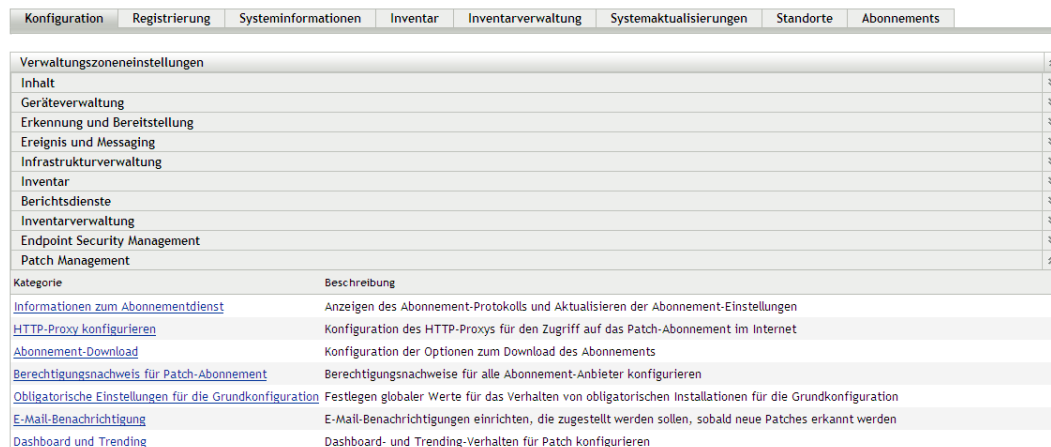 Konfiguration Registrierung Systeminformationen Inventar Inventarverwaltung Systemaktualisierungen Standorte Abonnements
Verwaltungszoneneinstellungen
Inhalt
Geräteverwaltung
Erkennung und Bereitstellung
Ereignis und Messaging
Infrastrukturverwaltung
Inventar
Berichtsdienste
Inventarverwaltung
Endpoint Security Management
Patch Management
Kategorie Beschreibung
Informationen zum Abonnementdienst Anzeigen des Abonnement-Protokolls und Aktualisieren der Abonnement-Einstellungen
HTTP-Proxy konfigurieren Konfiguration des HTTP-Proxys für den Zugriff auf das Patch-Abonnement im Internet
Abonnement-Download Konfiguration der Optionen zum Download des Abonnements
Berechtigungsnachweis für Patch-Abonnement Berechtigungsnachweise für alle Abonnement-Anbieter konfigurieren
Obligatorische Einstellungen für die Grundkonfiguration Festlegen globaler Werte für das Verhalten von obligatorischen Installationen für die Grundkonfiguration
E-Mail-Benachrichtigung E-Mail-Benachrichtigungen einrichten, die zugestellt werden sollen, sobald neue Patches erkannt werden
Dashboard und Trending Dashboard- und Trending-Verhalten für Patch konfigurieren